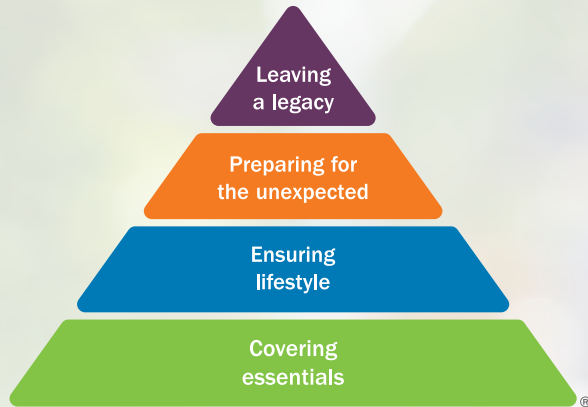 Leaving
a legacy
Preparing for
the unexpected
Ensuring
lifestyle
Covering
essentials
®